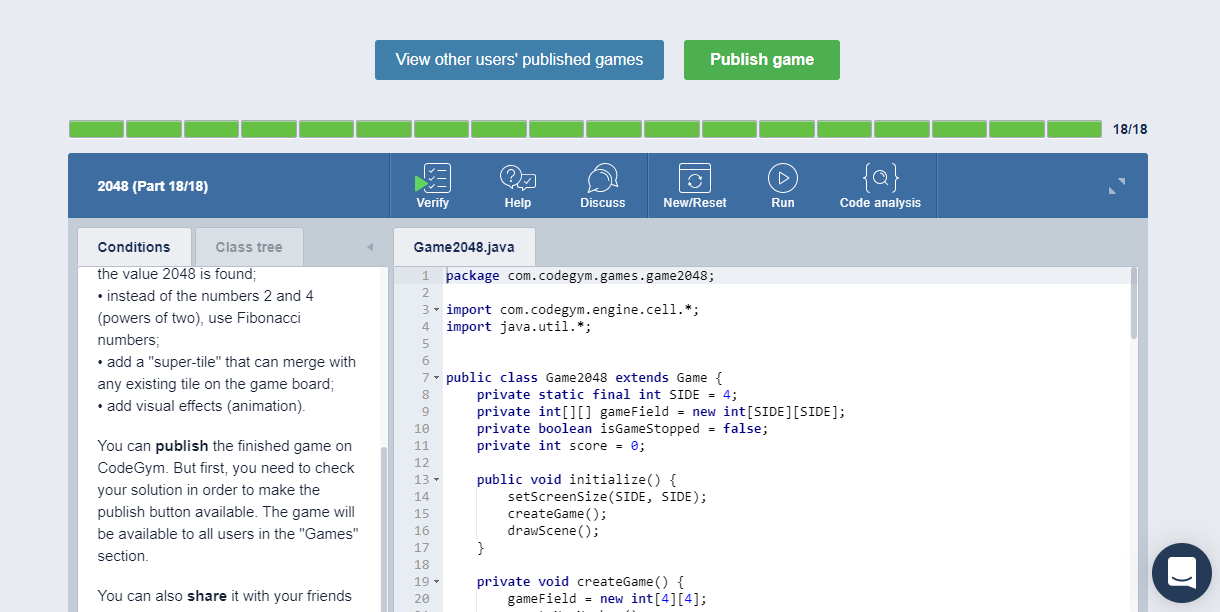 View other users' published games
Publish game
18/18
2048 (Part 18/18)
Verify
Help
Discuss
New/Reset
Run
Code analysis
Conditions
Class tree
Game2048.java
the value 2048 is found;
• instead of the numbers 2 and 4
(powers of two), use Fibonacci
numbers;
• add a "super-tile" that can merge with
any existing tile on the game board;
• add visual effects (animation).
You can publish the finished game on
CodeGym. But first, you need to check
your solution in order to make the
publish button available. The game will
be available to all users in the "Games"
section.
You can also share it with your friends
1 package com.codegym.games.game2048;
2
3 import com.codegym.engine.cell.*;
4 import java.util.*;
5
6
7 public class Game2048 extends Game {
8 private static final int SIDE = 4;
9 private int[][] gameField = new int[SIDE][SIDE];
10 private boolean isGameStopped = false;
11 private int score = 0;
12
13 public void initialize() {
14 setScreenSize(SIDE, SIDE);
15 createGame();
16 drawScene();
17 }
18
19 private void createGame() {
20 gameField = new int[4][4];